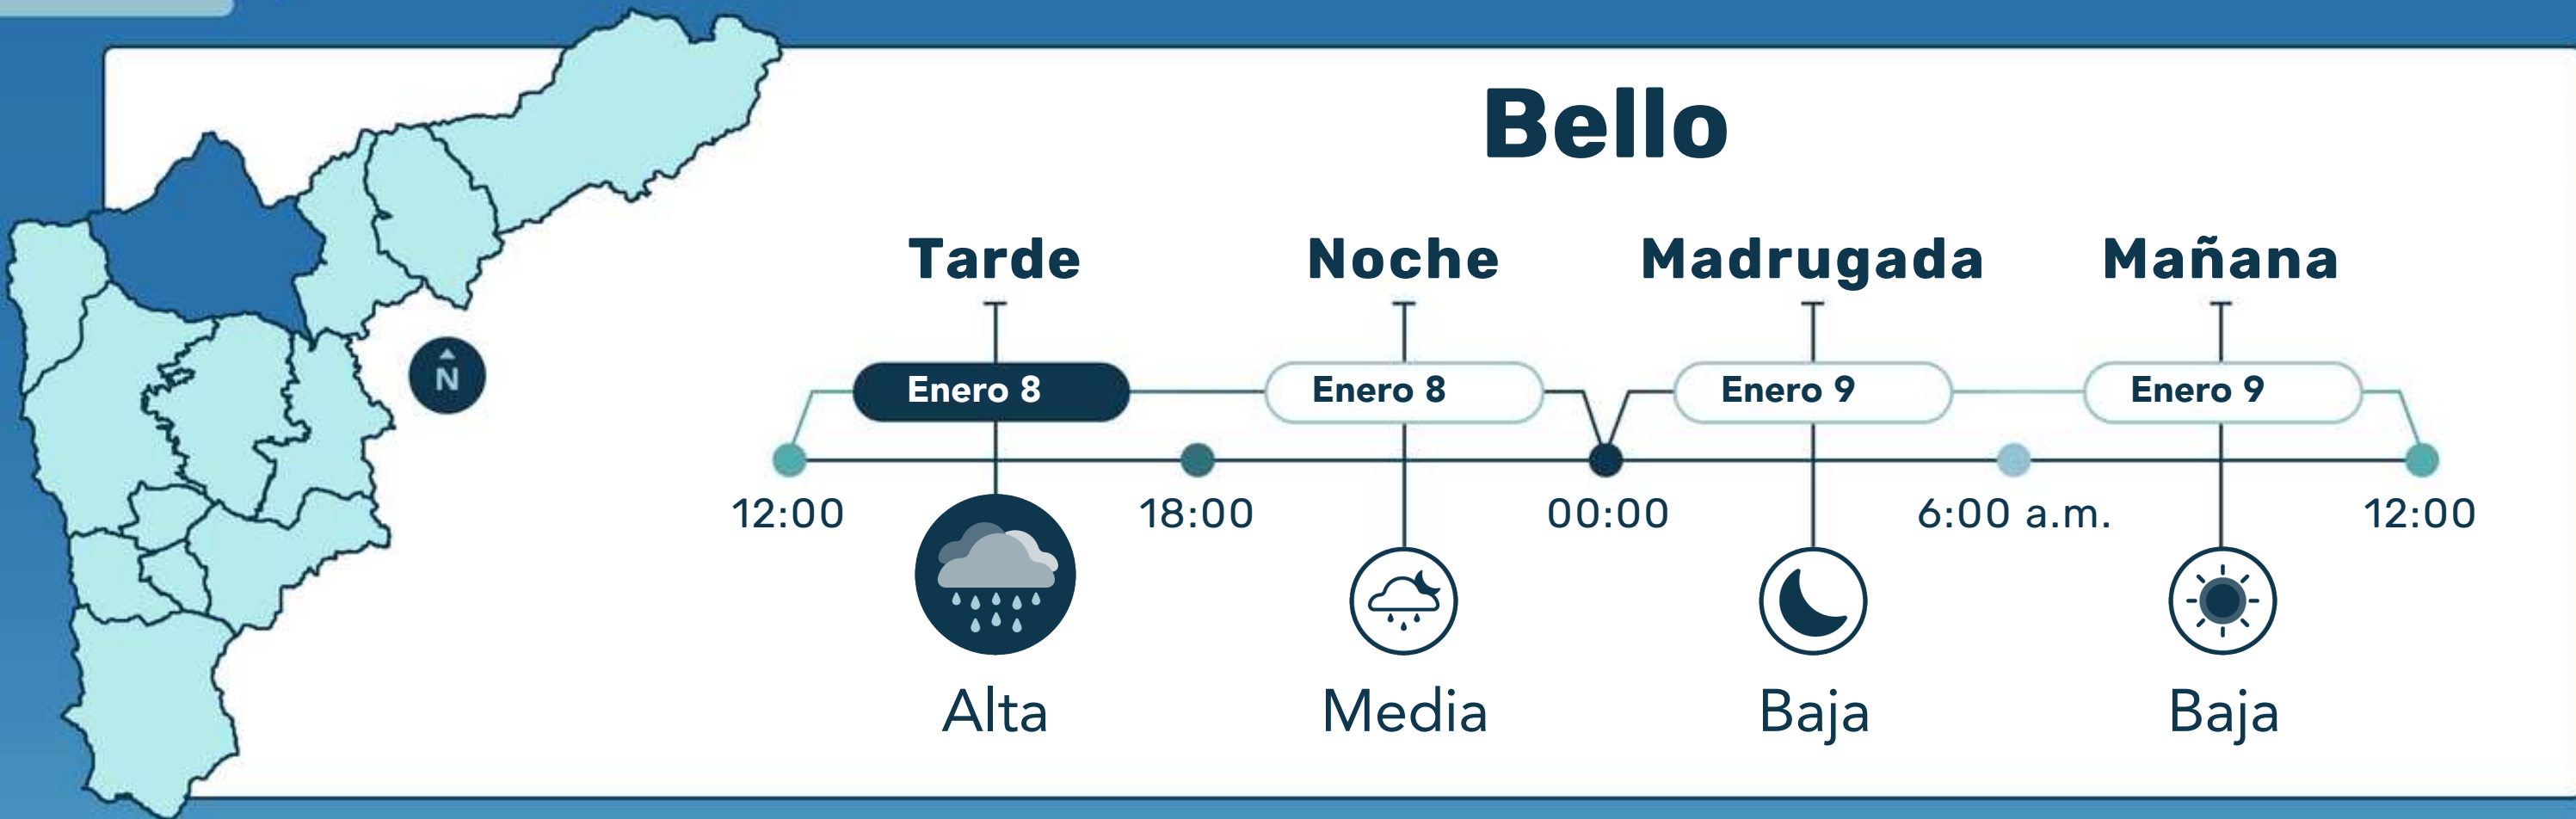 Bello
Tarde Noche Madrugada Mañana
Enero 8 Enero 8 Enero 9 Enero 9
N
12:00 18:00 00:00 6:00 a.m. 12:00
Alta Media Baja Baja